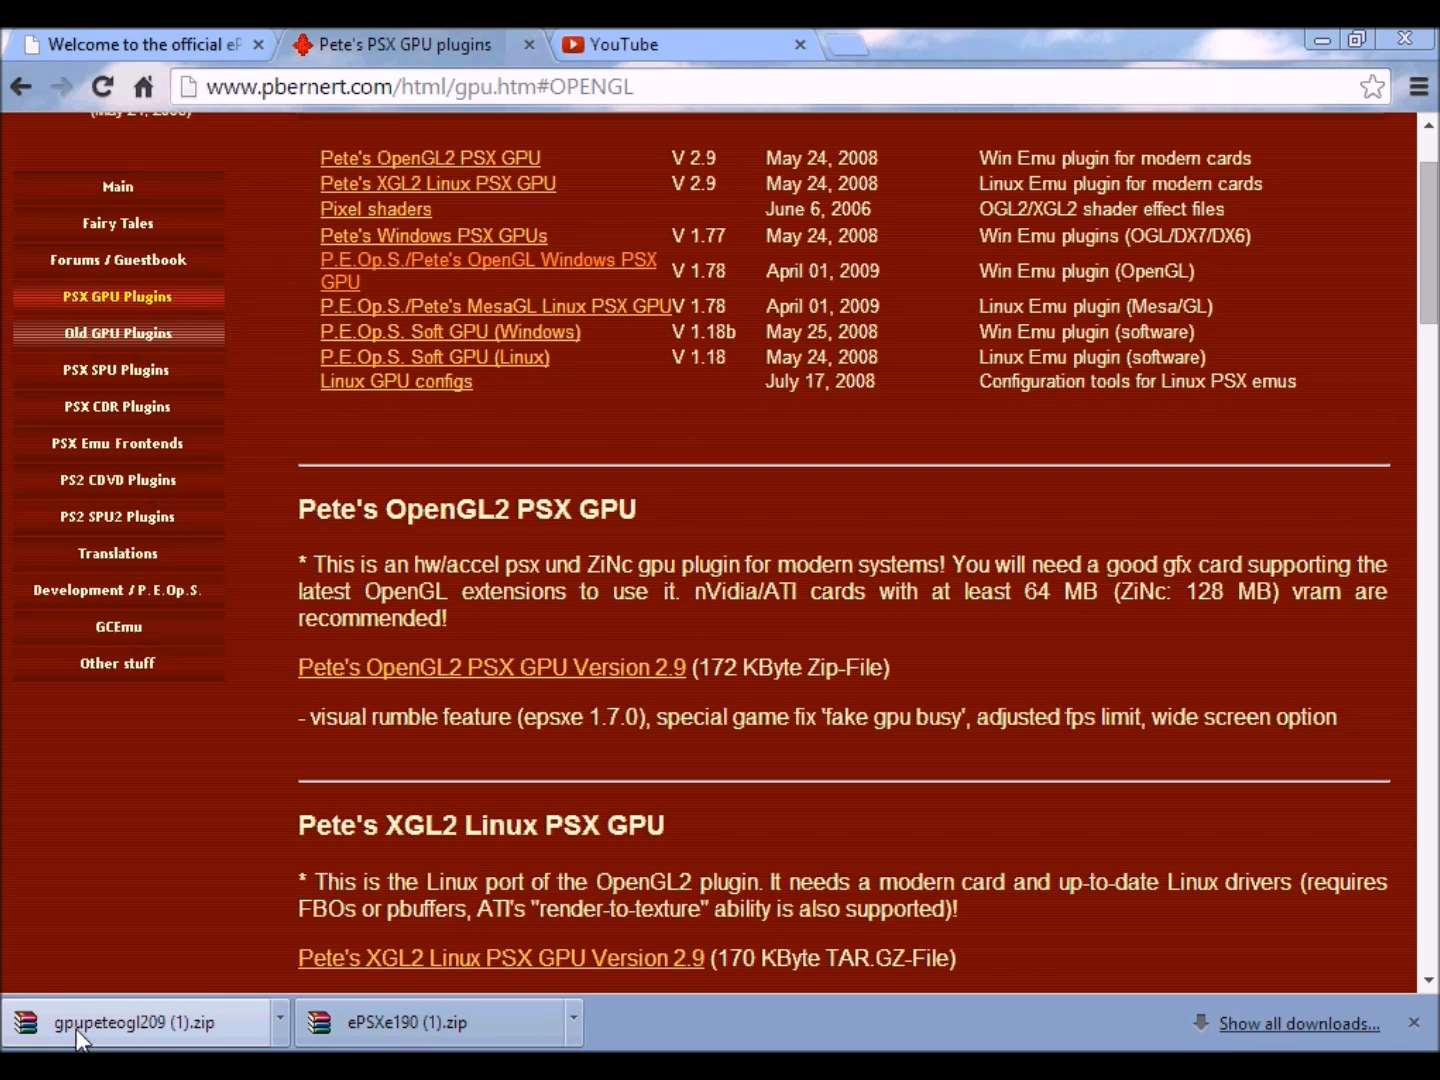 Welcome to the official eP
Pete's PSX GPU plugins
YouTube
www.pbernert.com/html/gpu.htm#OPENGL
Main
Fairy Tales
Forums / Guestbook
PSX GPU Plugins
Old GPU Plugins
PSX SPU Plugins
PSX CDR Plugins
PSX Emu Frontends
PS2 CDVD Plugins
PS2 SPU2 Plugins
Translations
Development / P.E.Op.S.
GCEmu
Other stuff
Pete's OpenGL2 PSX GPU V 2.9 May 24, 2008 Win Emu plugin for modern cards
Pete's XGL2 Linux PSX GPU V 2.9 May 24, 2008 Linux Emu plugin for modern cards
Pixel shaders June 6, 2006 OGL2/XGL2 shader effect files
Pete's Windows PSX GPUs V 1.77 May 24, 2008 Win Emu plugins (OGL/DX7/DX6)
P.E.Op.S./Pete's OpenGL Windows PSX
GPU V 1.78 April 01, 2009 Win Emu plugin (OpenGL)
P.E.Op.S./Pete's MesaGL Linux PSX GPU V 1.78 April 01, 2009 Linux Emu plugin (Mesa/GL)
P.E.Op.S. Soft GPU (Windows) V 1.18b May 25, 2008 Win Emu plugin (software)
P.E.Op.S. Soft GPU (Linux) V 1.18 May 24, 2008 Linux Emu plugin (software)
Linux GPU configs July 17, 2008 Configuration tools for Linux PSX emus
Pete's OpenGL2 PSX GPU
* This is an hw/accel psx und ZiNc gpu plugin for modern systems! You will need a good gfx card supporting the
latest OpenGL extensions to use it. nVidia/ATI cards with at least 64 MB (ZiNc: 128 MB) vram are
recommended!
Pete's OpenGL2 PSX GPU Version 2.9 (172 KByte Zip-File)
- visual rumble feature (epsxe 1.7.0), special game fix 'fake gpu busy', adjusted fps limit, wide screen option
Pete's XGL2 Linux PSX GPU
* This is the Linux port of the OpenGL2 plugin. It needs a modern card and up-to-date Linux drivers (requires
FBOs or pbuffers, ATI's "render-to-texture" ability is also supported)!
Pete's XGL2 Linux PSX GPU Version 2.9 (170 KByte TAR.GZ-File)
gpupeteogl209 (1).zip
ePSXe190 (1).zip
Show all downloads...